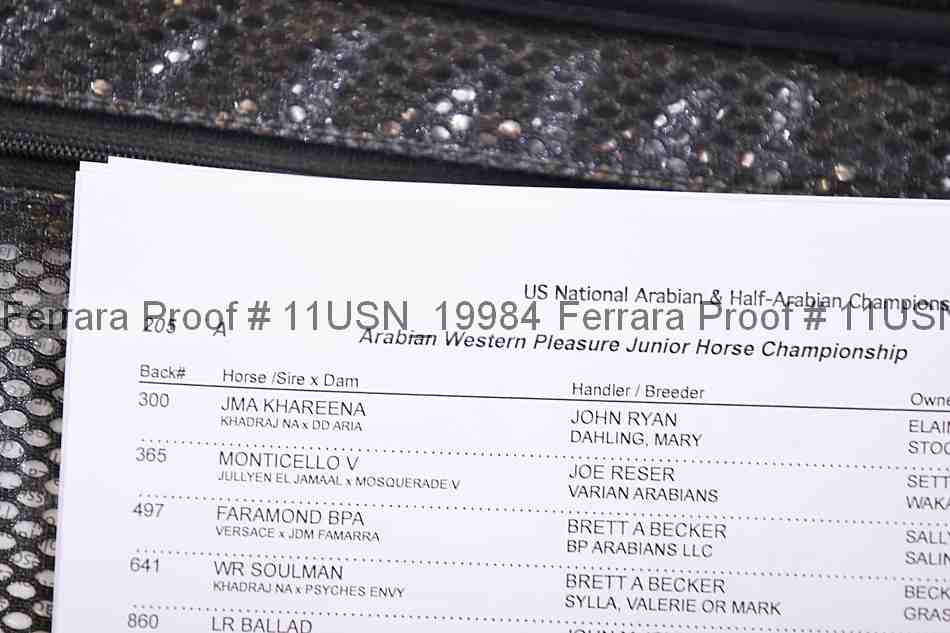 US National Arabian & Half-Arabian Champions
Ferrara Proof # 11USN_19984 Ferrara Proof # 11USN
205 A
Arabian Western Pleasure Junior Horse Championship
Back# Horse /Sire x Dam Handler / Breeder Owne
300 JMA KHAREENA JOHN RYAN ELAIN
KHADRAJ NA x DD ARIA DAHLING, MARY STOC
365 MONTICELLO V JOE RESER SETT
JULLYEN EL JAMAAL x MOSQUERADE V VARIAN ARABIANS WAKA
497 FARAMOND BPA BRETT A BECKER SALLY
VERSACE x JDM FAMARRA BP ARABIANS LLC SALIN
641 WR SOULMAN BRETT A BECKER BECK
KHADRAJ NA x PSYCHES ENVY SYLLA, VALERIE OR MARK GRAS
860 LR BALLAD